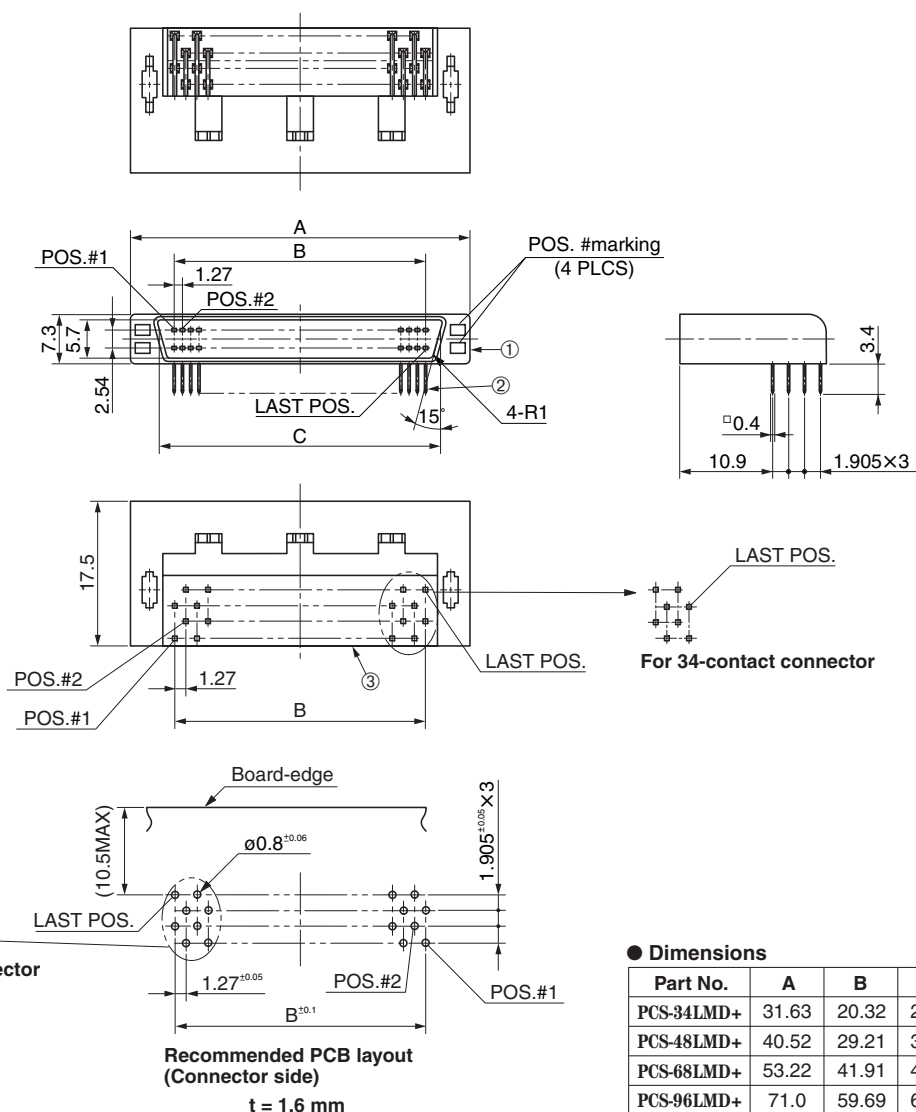 A
B
POS.#1
1.27
POS.#2
POS. #marking
(4 PLCS)
7.3
5.7
2.54
①
②
LAST POS.
15°
4-R1
C
3.4
□0.4
10.9
1.905×3
17.5
LAST POS.
For 34-contact connector
POS.#2
1.27
LAST POS.
③
POS.#1
B
Board-edge
(10.5MAX)
ø0.8±0.06
1.905±0.05×3
LAST POS.
1.27±0.05
POS.#2
POS.#1
B±0.1
Recommended PCB layout
(Connector side)
t = 1.6 mm
● Dimensions
Part No. A B
PCS-34LMD+ 31.63 20.32
PCS-48LMD+ 40.52 29.21
PCS-68LMD+ 53.22 41.91
PCS-96LMD+ 71.0 59.69